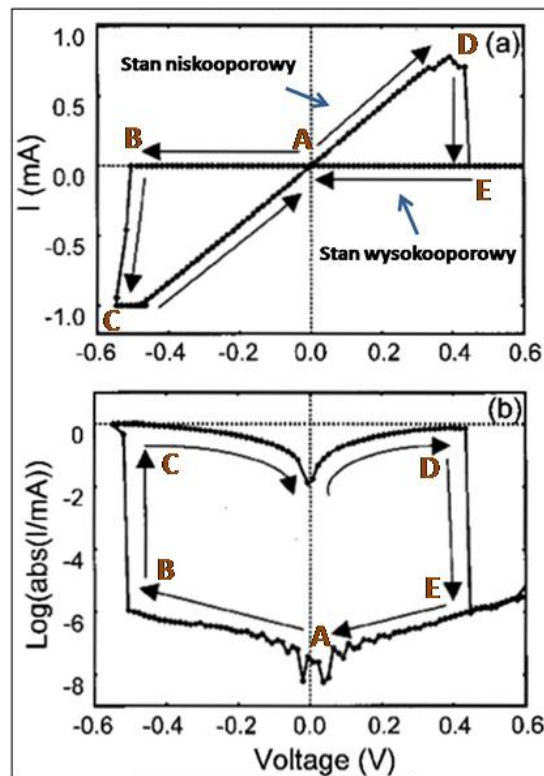 1.0
D
(a)
Stan niskooporowy
0.5
B
A
I (mA)
0.0
E
-0.5
Stan wysokooporowy
C
-1.0
-0.6 -0.4 -0.2 0.0 0.2 0.4 0.6
(b)
0
C
D
-2
Log(abs(I/mA))
-4
B
E
-6
A
-8
-0.6 -0.4 -0.2 0.0 0.2 0.4 0.6
Voltage (V)